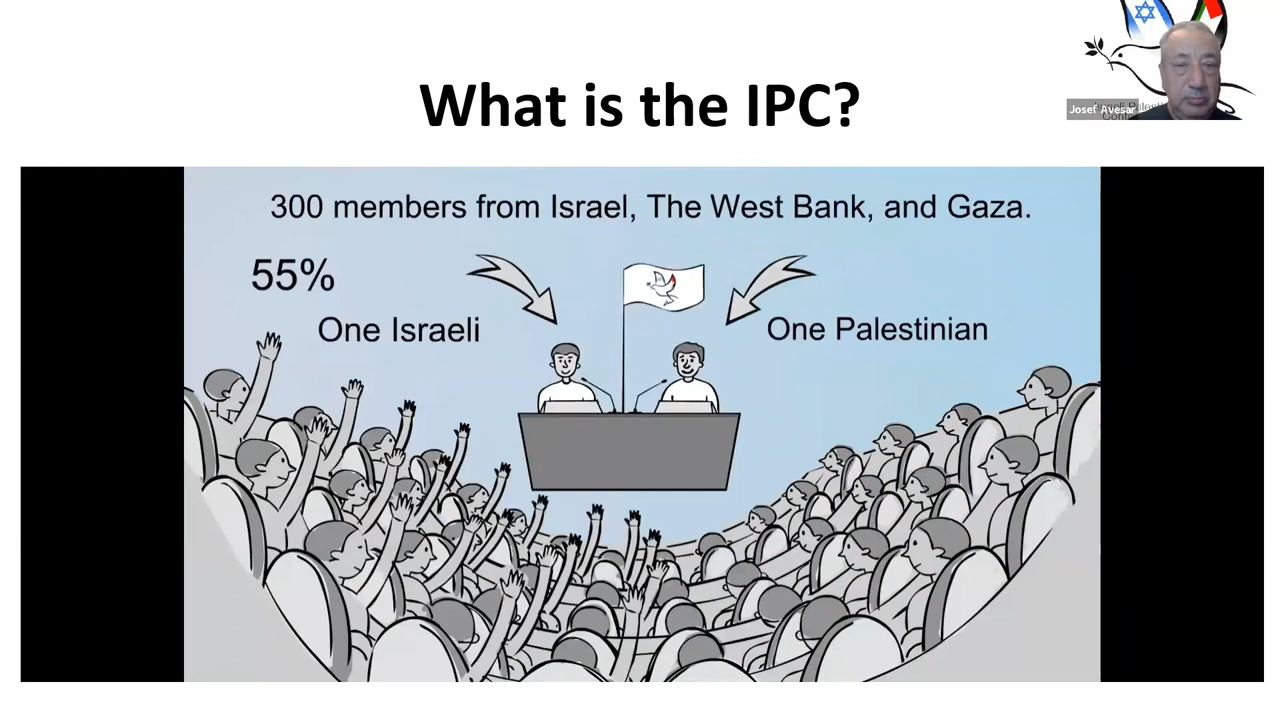 What is the IPC?
Josef Avesar
300 members from Israel, The West Bank, and Gaza.
55%
One Israeli
One Palestinian